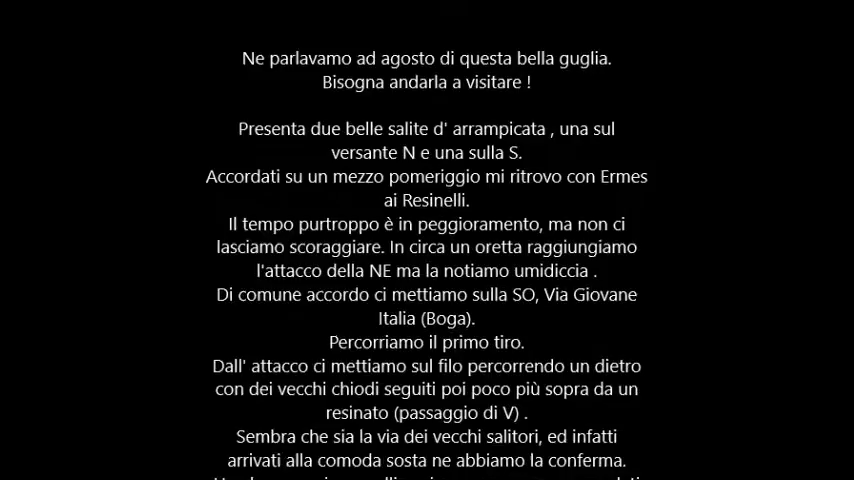 Ne parlavamo ad agosto di questa bella guglia.
Bisogna andarla a visitare !
Presenta due belle salite d' arrampicata , una sul
versante N e una sulla S.
Accordati su un mezzo pomeriggio mi ritrovo con Ermes
ai Resinelli.
Il tempo purtroppo è in peggioramento, ma non ci
lasciamo scoraggiare. In circa un oretta raggiungiamo
l'attacco della NE ma la notiamo umidiccia .
Di comune accordo ci mettiamo sulla SO, Via Giovane
Italia (Boga).
Percorriamo il primo tiro.
Dall' attacco ci mettiamo sul filo percorrendo un dietro
con dei vecchi chiodi seguiti poi poco più sopra da un
resinato (passaggio di V) .
Sembra che sia la via dei vecchi salitori, ed infatti
arrivati alla comoda sosta ne abbiamo la conferma.